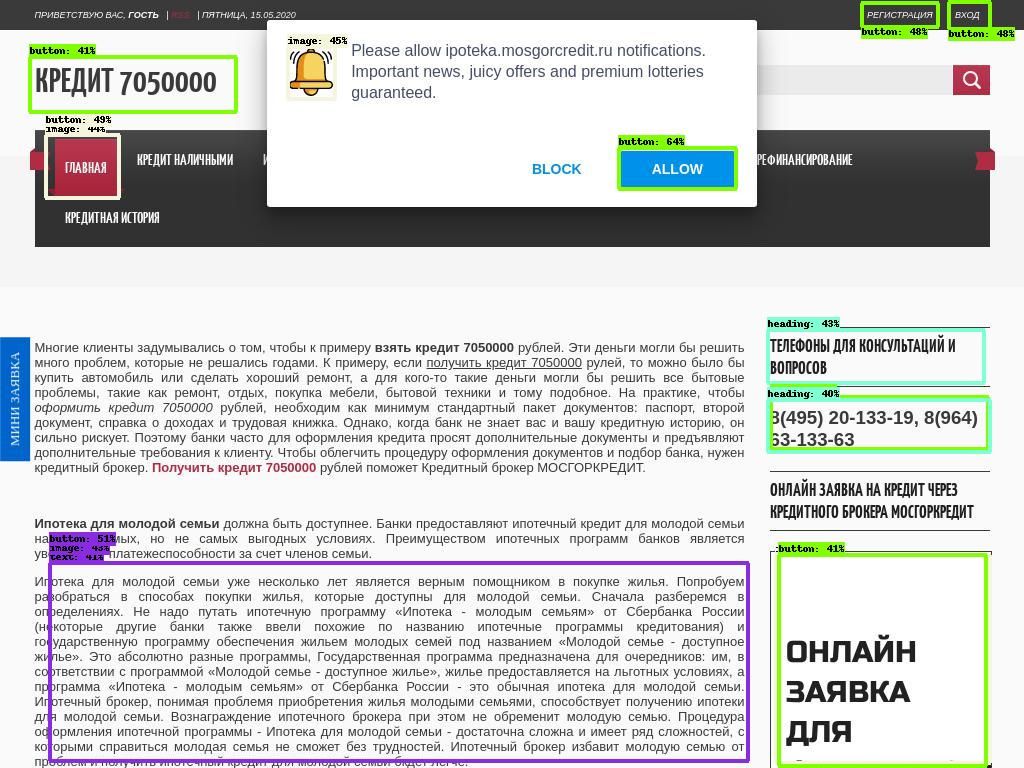 ПРИВЕТСТВУЮ ВАС, ГОСТЬ | RSS | ПЯТНИЦА, 15.05.2020
РЕГИСТРАЦИЯ ВХОД
button: 48%
button: 48%
button: 41%
КРЕДИТ 7050000
image: 45%
Please allow ipoteka.mosgorcredit.ru notifications.
Important news, juicy offers and premium lotteries
guaranteed.
button: 64%
BLOCK ALLOW
button: 49%
image: 44%
ГЛАВНАЯ КРЕДИТ НАЛИЧНЫМИ РЕФИНАНСИРОВАНИЕ
КРЕДИТНАЯ ИСТОРИЯ
МИНИ ЗАЯВКА
Многие клиенты задумывались о том, чтобы к примеру взять кредит 7050000 рублей. Эти деньги могли бы решить
много проблем, которые не решались годами. К примеру, если получить кредит 7050000 рулей, то можно было бы
купить автомобиль или сделать хороший ремонт, а для кого-то такие деньги могли бы решить все бытовые
проблемы, такие как ремонт, отдых, покупка мебели, бытовой техники и тому подобное. На практике, чтобы
оформить кредит 7050000 рублей, необходим как минимум стандартный пакет документов: паспорт, второй
документ, справка о доходах и трудовая книжка. Однако, когда банк не знает вас и вашу кредитную историю, он
сильно рискует. Поэтому банки часто для оформления кредита просят дополнительные документы и предъявляют
дополнительные требования к клиенту. Чтобы облегчить процедуру оформления документов и подбор банка, нужен
кредитный брокер. Получить кредит 7050000 рублей поможет Кредитный брокер МОСГОРКРЕДИТ.
Ипотека для молодой семьи должна быть доступнее. Банки предоставляют ипотечный кредит для молодой семьи
но не самых выгодных условиях. Преимуществом ипотечных программ банков является
платежеспособности за счет членов семьи.
button: 51%
image: 43%
text: 41%
Ипотека для молодой семьи уже несколько лет является верным помощником в покупке жилья. Попробуем
разобраться в способах покупки жилья, которые доступны для молодой семьи. Сначала разберемся в
определениях. Не надо путать ипотечную программу «Ипотека - молодым семьям» от Сбербанка России
(некоторые другие банки также ввели похожие по названию ипотечные программы кредитования) и
государственную программу обеспечения жильем молодых семей под названием «Молодой семье - доступное
жилье». Это абсолютно разные программы, Государственная программа предназначена для очередников: им, в
соответствии с программой «Молодой семье - доступное жилье», жилье предоставляется на льготных условиях, а
программа «Ипотека - молодым семьям» от Сбербанка России - это обычная ипотека для молодой семьи.
Ипотечный брокер, понимая проблема приобретения жилья молодыми семьями, способствует получению ипотеки
для молодой семьи. Вознаграждение ипотечного брокера при этом не обременит молодую семью. Процедура
оформления ипотечной программы - Ипотека для молодой семьи - достаточна сложна и имеет ряд сложностей, с
которыми справиться молодая семья не сможет без трудностей. Ипотечный брокер избавит молодую семью от
проблем и получить ипотечный кредит для молодой семьи будет легче.
heading: 43%
ТЕЛЕФОНЫ ДЛЯ КОНСУЛЬТАЦИЙ И
ВОПРОСОВ
heading: 40%
8(495) 20-133-19, 8(964)
63-133-63
ОНЛАЙН ЗАЯВКА НА КРЕДИТ ЧЕРЕЗ
КРЕДИТНОГО БРОКЕРА МОСГОРКРЕДИТ
button: 41%
ОНЛАЙН
ЗАЯВКА
ДЛЯ